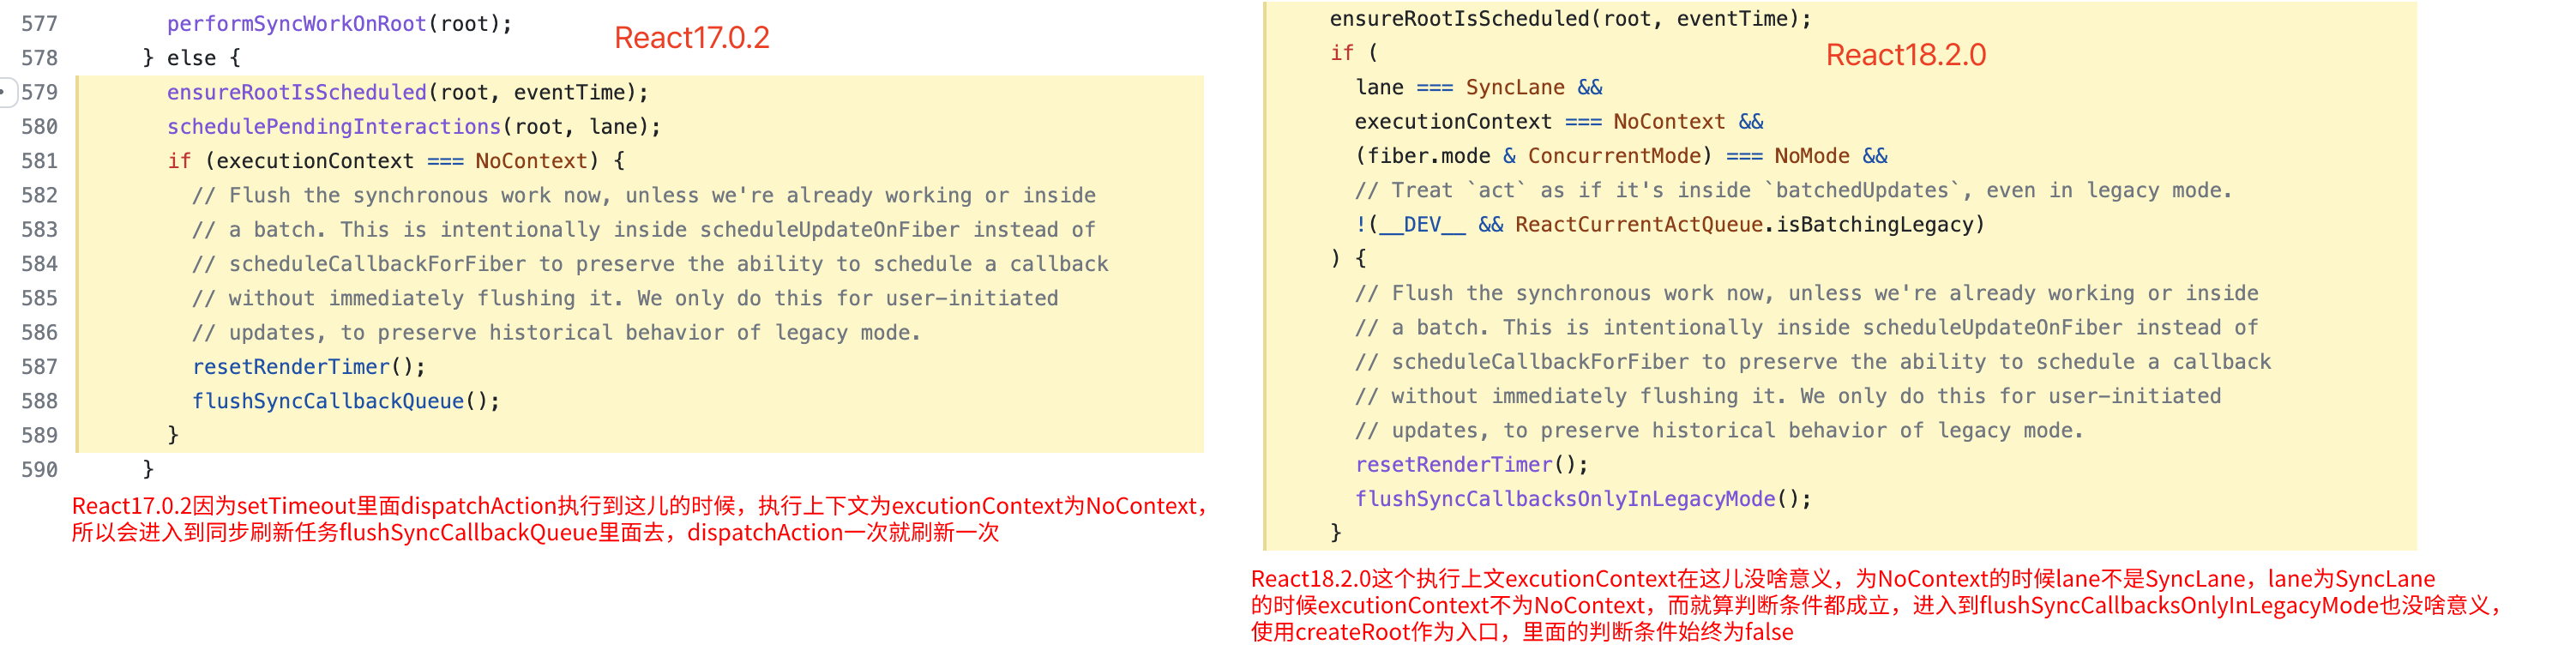 577 performSyncWorkOnRoot(root);
React17.0.2
578 } else {
579 ensureRootIsScheduled(root, eventTime);
580 schedulePendingInteractions(root, lane);
581 if (executionContext === NoContext) {
582 // Flush the synchronous work now, unless we're already working or inside
583 // a batch. This is intentionally inside scheduleUpdateOnFiber instead of
584 // scheduleCallbackForFiber to preserve the ability to schedule a callback
585 // without immediately flushing it. We only do this for user-initiated
586 // updates, to preserve historical behavior of legacy mode.
587 resetRenderTimer();
588 flushSyncCallbackQueue();
589 }
590 }
React17.0.2因为setTimeout里面dispatchAction执行到这儿的时候，执行上下文为excutionContext为NoContext，
所以会进入到同步刷新任务flushSyncCallbackQueue里面去，dispatchAction一次就刷新一次
ensureRootIsScheduled(root, eventTime);
if (
React18.2.0
lane === SyncLane &&
executionContext === NoContext &&
(fiber.mode & ConcurrentMode) === NoMode &&
// Treat `act` as if it's inside `batchedUpdates`, even in legacy mode.
!(__DEV__ && ReactCurrentActQueue.isBatchingLegacy)
) {
// Flush the synchronous work now, unless we're already working or inside
// a batch. This is intentionally inside scheduleUpdateOnFiber instead of
// scheduleCallbackForFiber to preserve the ability to schedule a callback
// without immediately flushing it. We only do this for user-initiated
// updates, to preserve historical behavior of legacy mode.
resetRenderTimer();
flushSyncCallbacksOnlyInLegacyMode();
}
React18.2.0这个执行上文excutionContext在这儿没啥意义，为NoContext的时候lane不是SyncLane，lane为SyncLane
的时候excutionContext不为NoContext，而就算判断条件都成立，进入到flushSyncCallbacksOnlyInLegacyMode也没啥意义，
使用createRoot作为入口，里面的判断条件始终为false